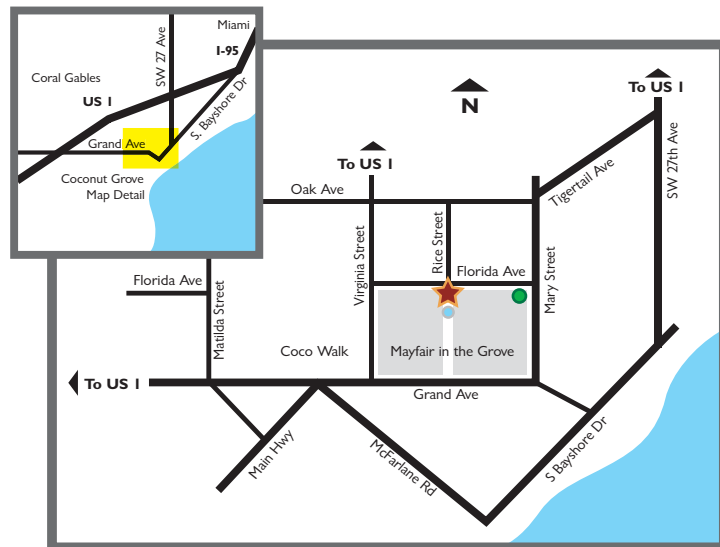 Miami
I-95
SW 27 Ave
Coral Gables
US 1
S. Bayshore Dr
Grand Ave
Coconut Grove
Map Detail
N
To US 1
To US 1
Oak Ave
Tigertail Ave
SW 27th Ave
Virginia Street
Rice Street
Florida Ave
Mary Street
Florida Ave
Matilda Street
Coco Walk
Mayfair in the Grove
To US 1
Grand Ave
Main Hwy
McFarlane Rd
S Bayshore Dr